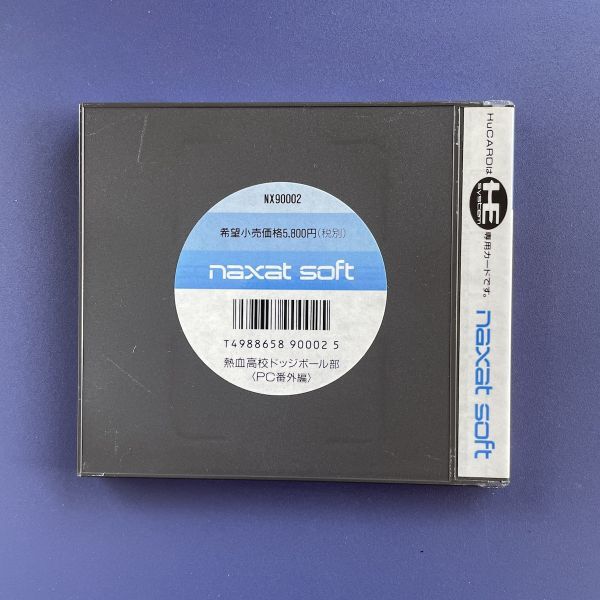 NX90002
希望小売価格5,800円(税別)
naxat soft
T4988658 90002 5
熱血高校ドッジボール部
〈PC番外編〉
HuCARDは
HE
SYSTEM
専用カードです。
naxat soft